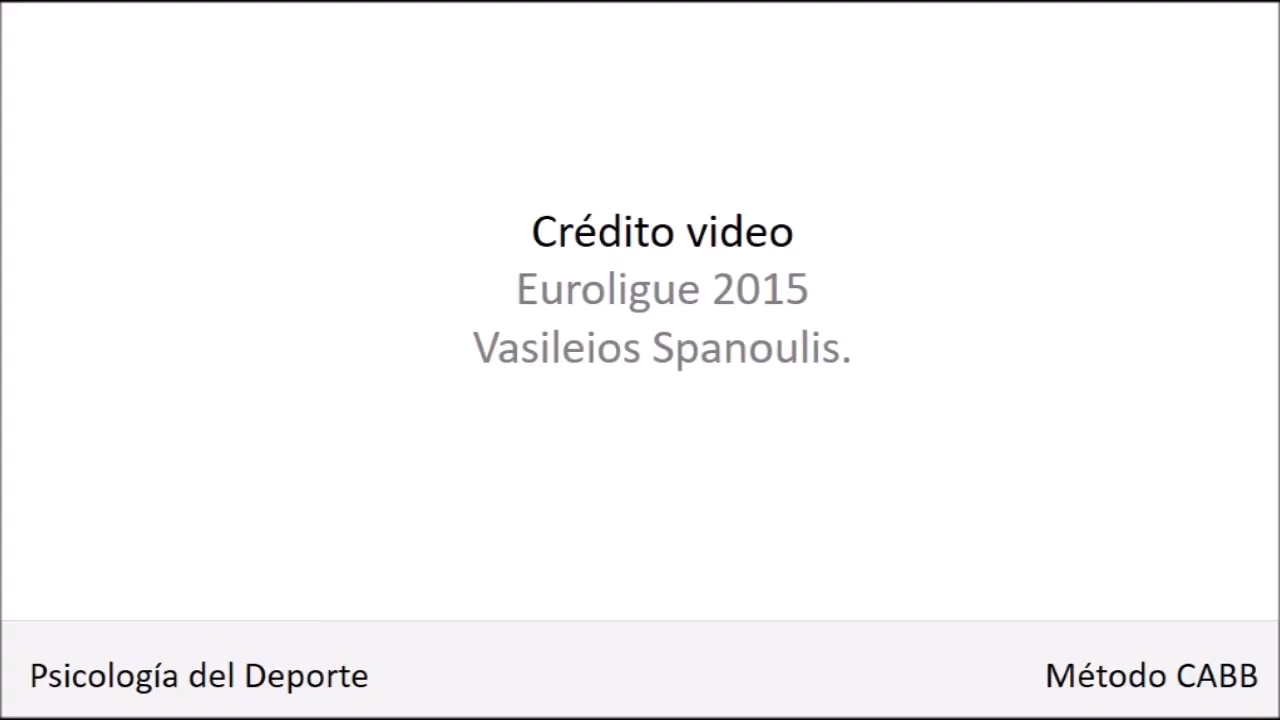 Crédito video
Euroligue 2015
Vasileios Spanoulis.
Psicología del Deporte
Método CABB